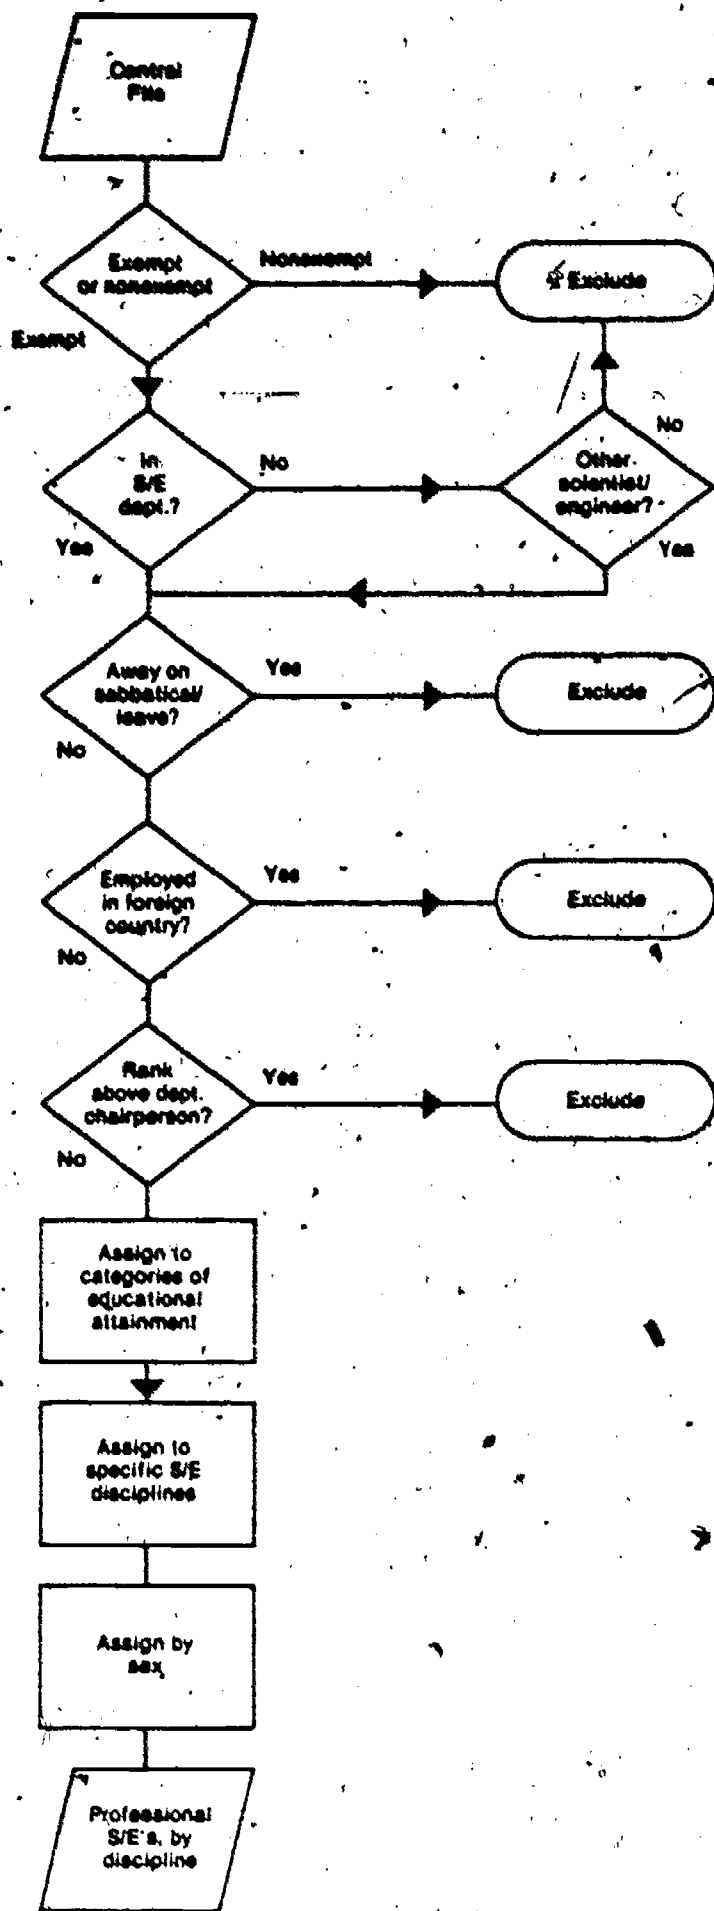 Central
File
Exempt
or nonexempt
Nonexempt
Exclude
Exempt
In
S/E
dept.?
No
Other
scientist/
engineer?
No
Yes
Yes
Away on
sabbatical/
leave?
Yes
Exclude
No
Employed
in foreign
country?
Yes
Exclude
No
Rank
above dept.
chairperson?
Yes
Exclude
No
Assign to
categories of
educational
attainment
Assign to
specific S/E
disciplines
Assign by
sex
Professional
S/E's, by
discipline